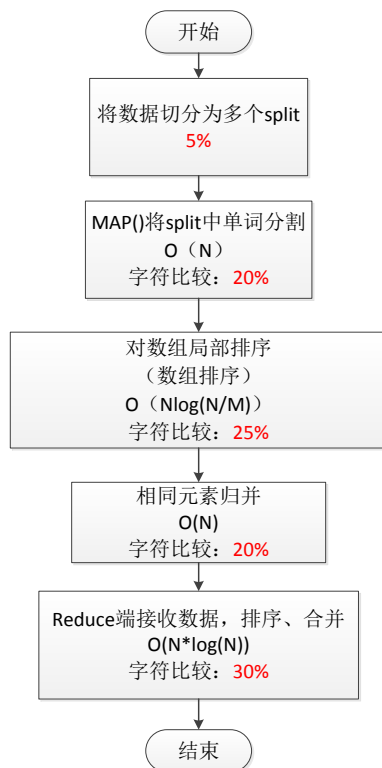 开始
将数据切分为多个split
5%
MAP()将split中单词分割
O（N）
字符比较：20%
对数组局部排序
（数组排序）
O（Nlog(N/M)）
字符比较：25%
相同元素归并
O(N)
字符比较：20%
Reduce端接收数据，排序、合并
O(N*log(N))
字符比较：30%
结束